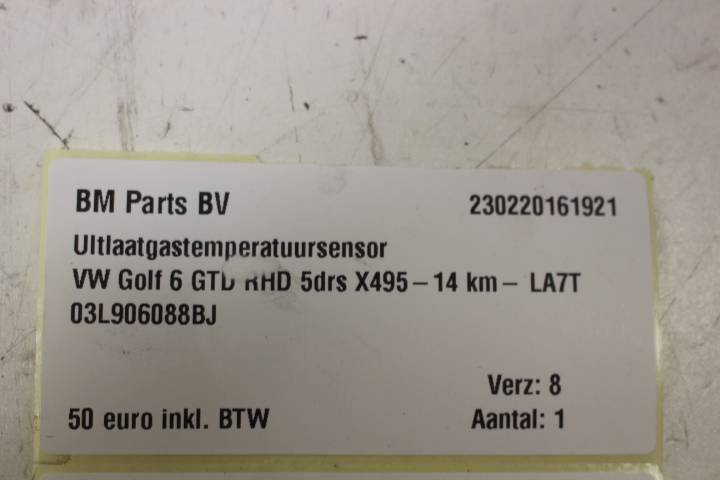 BM Parts BV 230220161921
Ultlaatgastemperatuursensor
VW Golf 6 GTD RHD 5drs X495 – 14 km – LA7T
03L906088BJ
Verz: 8
50 euro inkl. BTW Aantal: 1